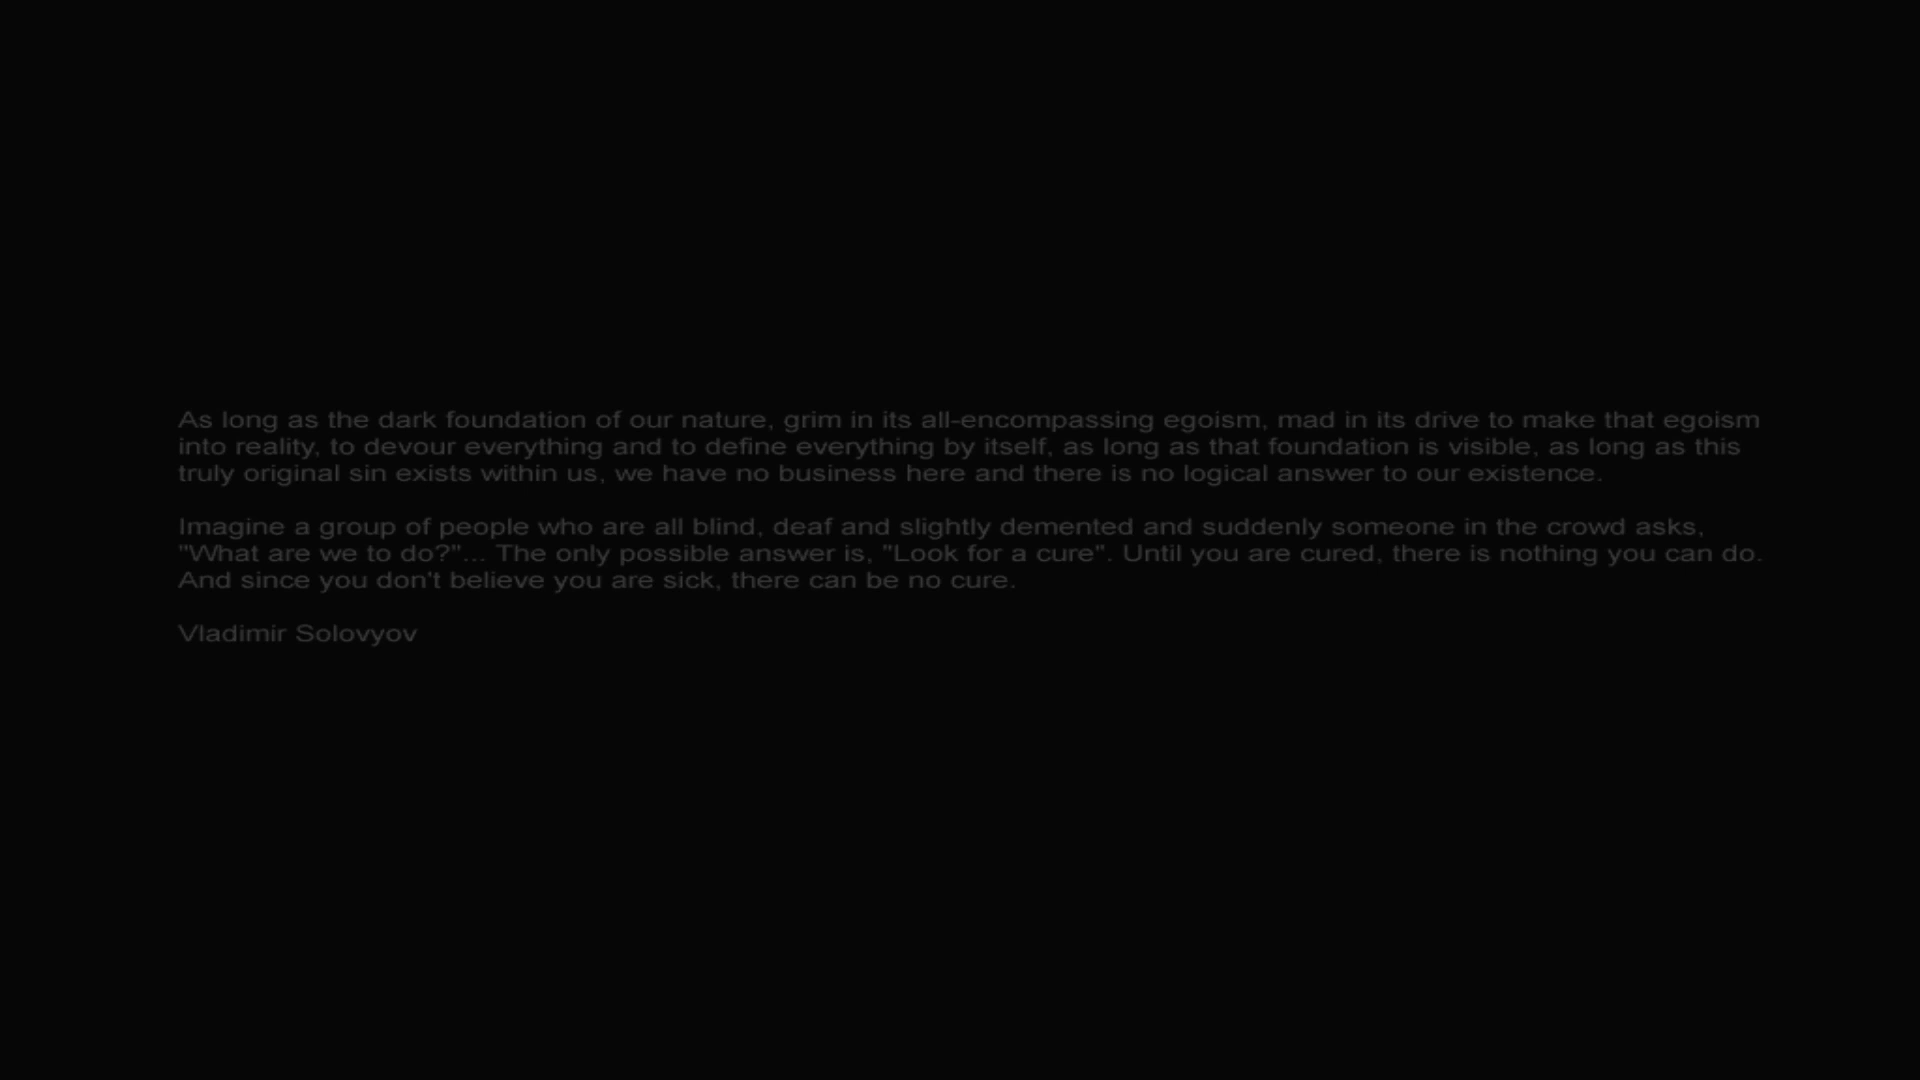 As long as the dark foundation of our nature, grim in its all-encompassing egoism, mad in its drive to make that egoism
into reality, to devour everything and to define everything by itself, as long as that foundation is visible, as long as this
truly original sin exists within us, we have no business here and there is no logical answer to our existence.
Imagine a group of people who are all blind, deaf and slightly demented and suddenly someone in the crowd asks,
"What are we to do?"... The only possible answer is, "Look for a cure". Until you are cured, there is nothing you can do.
And since you don't believe you are sick, there can be no cure.
Vladimir Solovyov